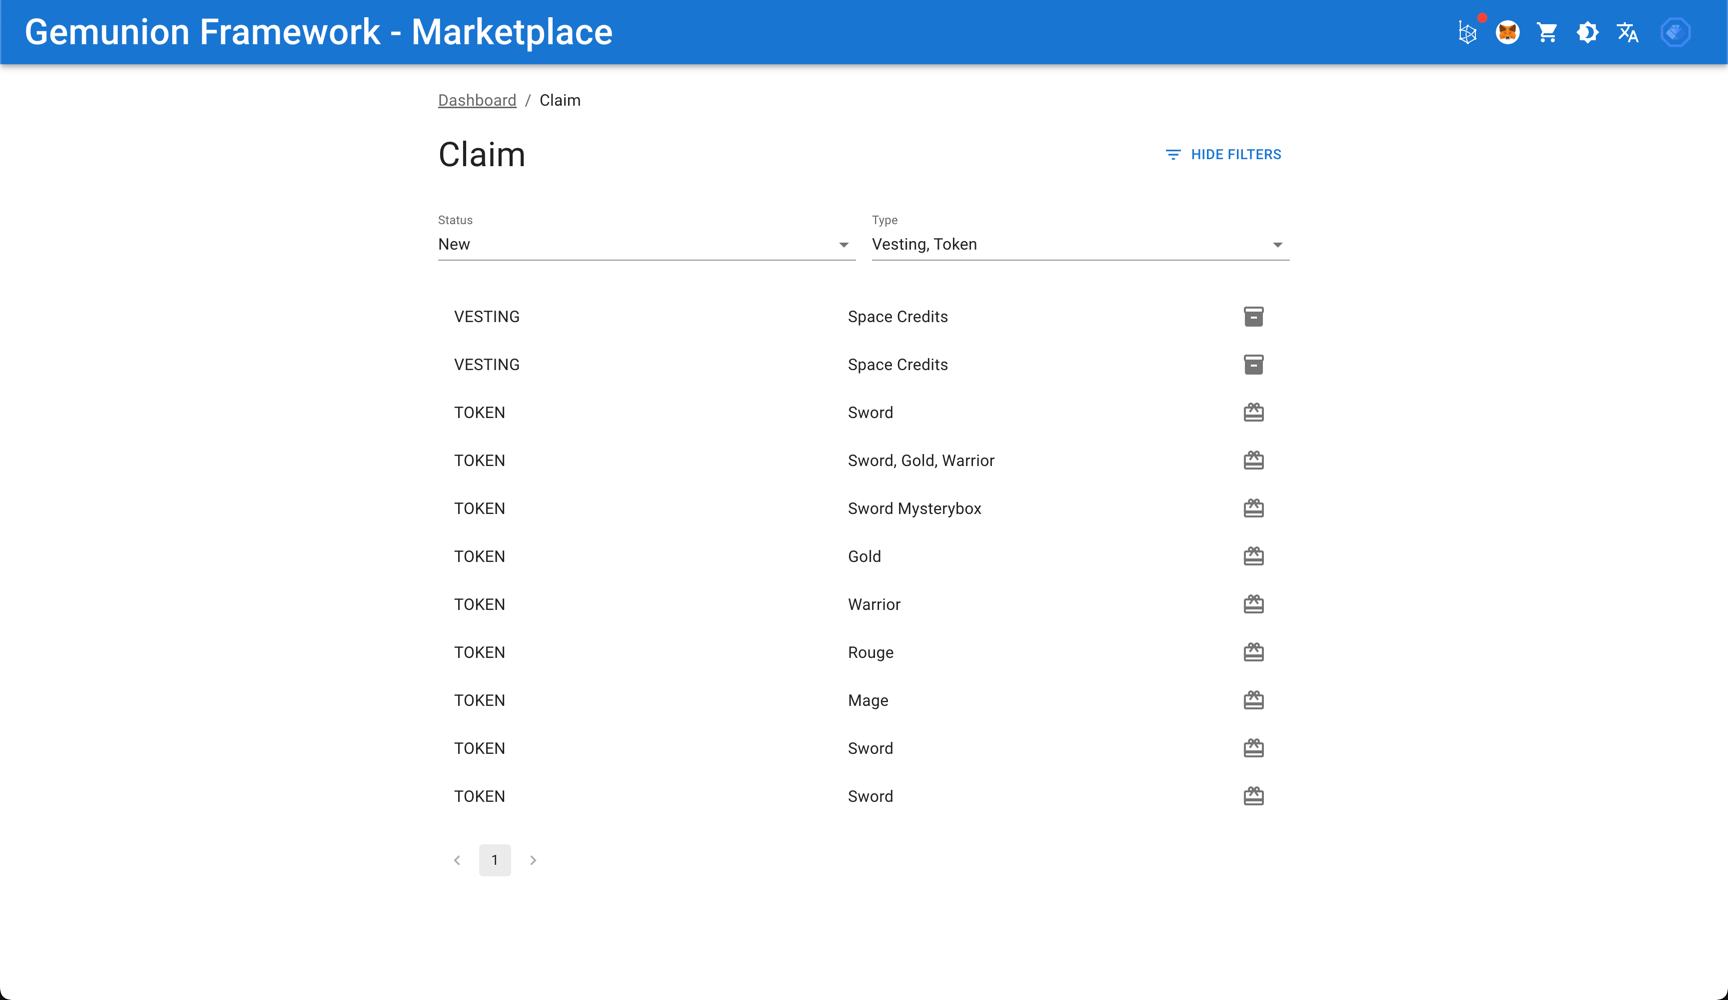 Gemunion Framework - Marketplace
Dashboard / Claim
Claim
HIDE FILTERS
Status
New
Type
Vesting, Token
VESTING Space Credits
VESTING Space Credits
TOKEN Sword
TOKEN Sword, Gold, Warrior
TOKEN Sword Mysterybox
TOKEN Gold
TOKEN Warrior
TOKEN Rouge
TOKEN Mage
TOKEN Sword
TOKEN Sword
1